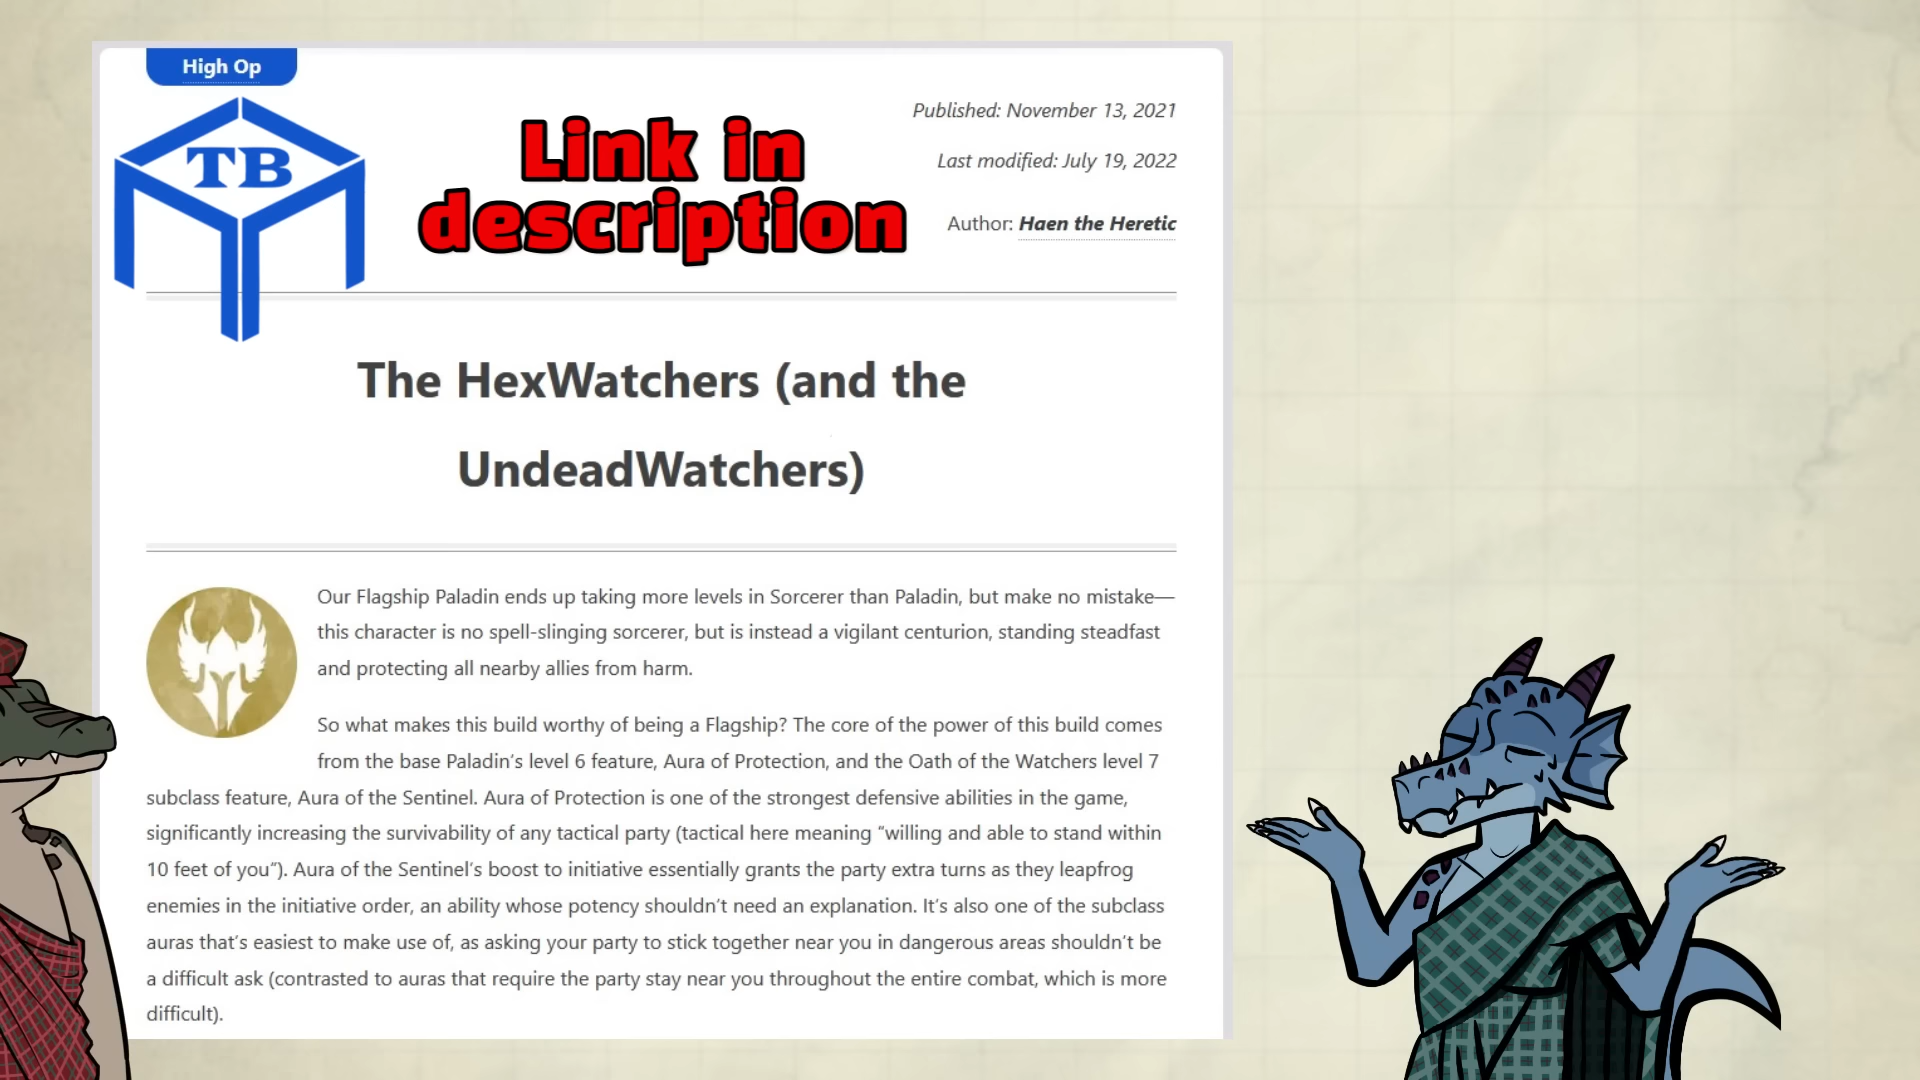 High Op
TB
Link in
description
Published: November 13, 2021
Last modified: July 19, 2022
Author: Haen the Heretic
The HexWatchers (and the
UndeadWatchers)
Our Flagship Paladin ends up taking more levels in Sorcerer than Paladin, but make no mistake—
this character is no spell-slinging sorcerer, but is instead a vigilant centurion, standing steadfast
and protecting all nearby allies from harm.
So what makes this build worthy of being a Flagship? The core of the power of this build comes
from the base Paladin’s level 6 feature, Aura of Protection, and the Oath of the Watchers level 7
subclass feature, Aura of the Sentinel. Aura of Protection is one of the strongest defensive abilities in the game,
significantly increasing the survivability of any tactical party (tactical here meaning “willing and able to stand within
10 feet of you”). Aura of the Sentinel’s boost to initiative essentially grants the party extra turns as they leapfrog
enemies in the initiative order, an ability whose potency shouldn’t need an explanation. It’s also one of the subclass
auras that’s easiest to make use of, as asking your party to stick together near you in dangerous areas shouldn’t be
a difficult ask (contrasted to auras that require the party stay near you throughout the entire combat, which is more
difficult).